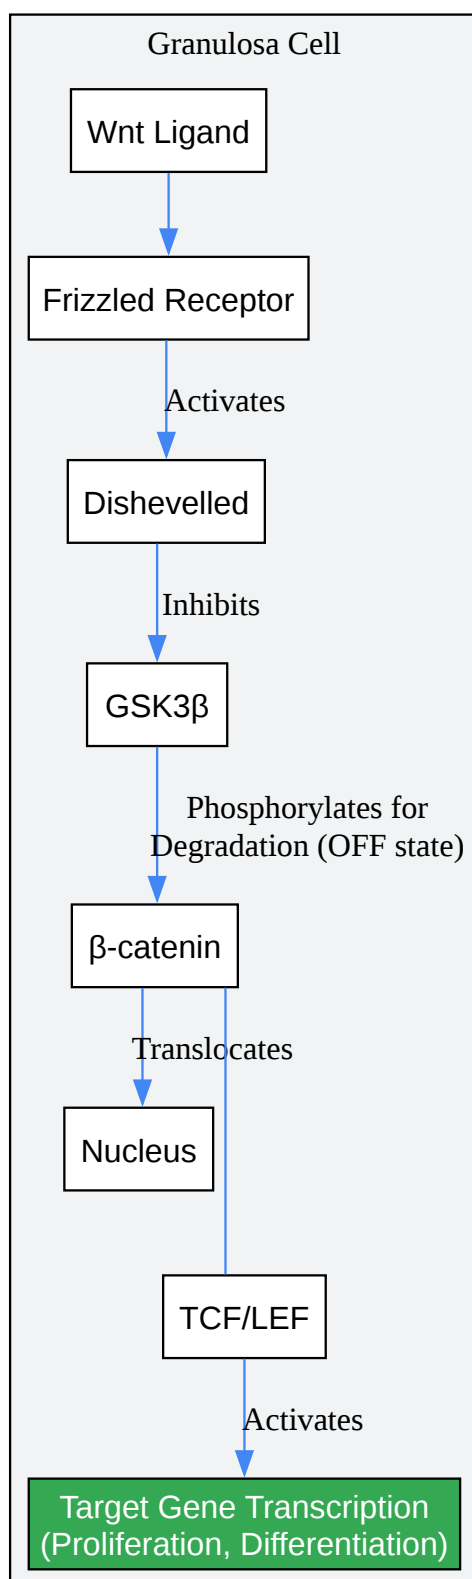 Granulosa Cell
Wnt Ligand
Frizzled Receptor
Activates
Dishevelled
Inhibits
GSK3β
Phosphorylates for
Degradation (OFF state)
β-catenin
Translocates
Nucleus
TCF/LEF
Activates
Target Gene Transcription
(Proliferation, Differentiation)